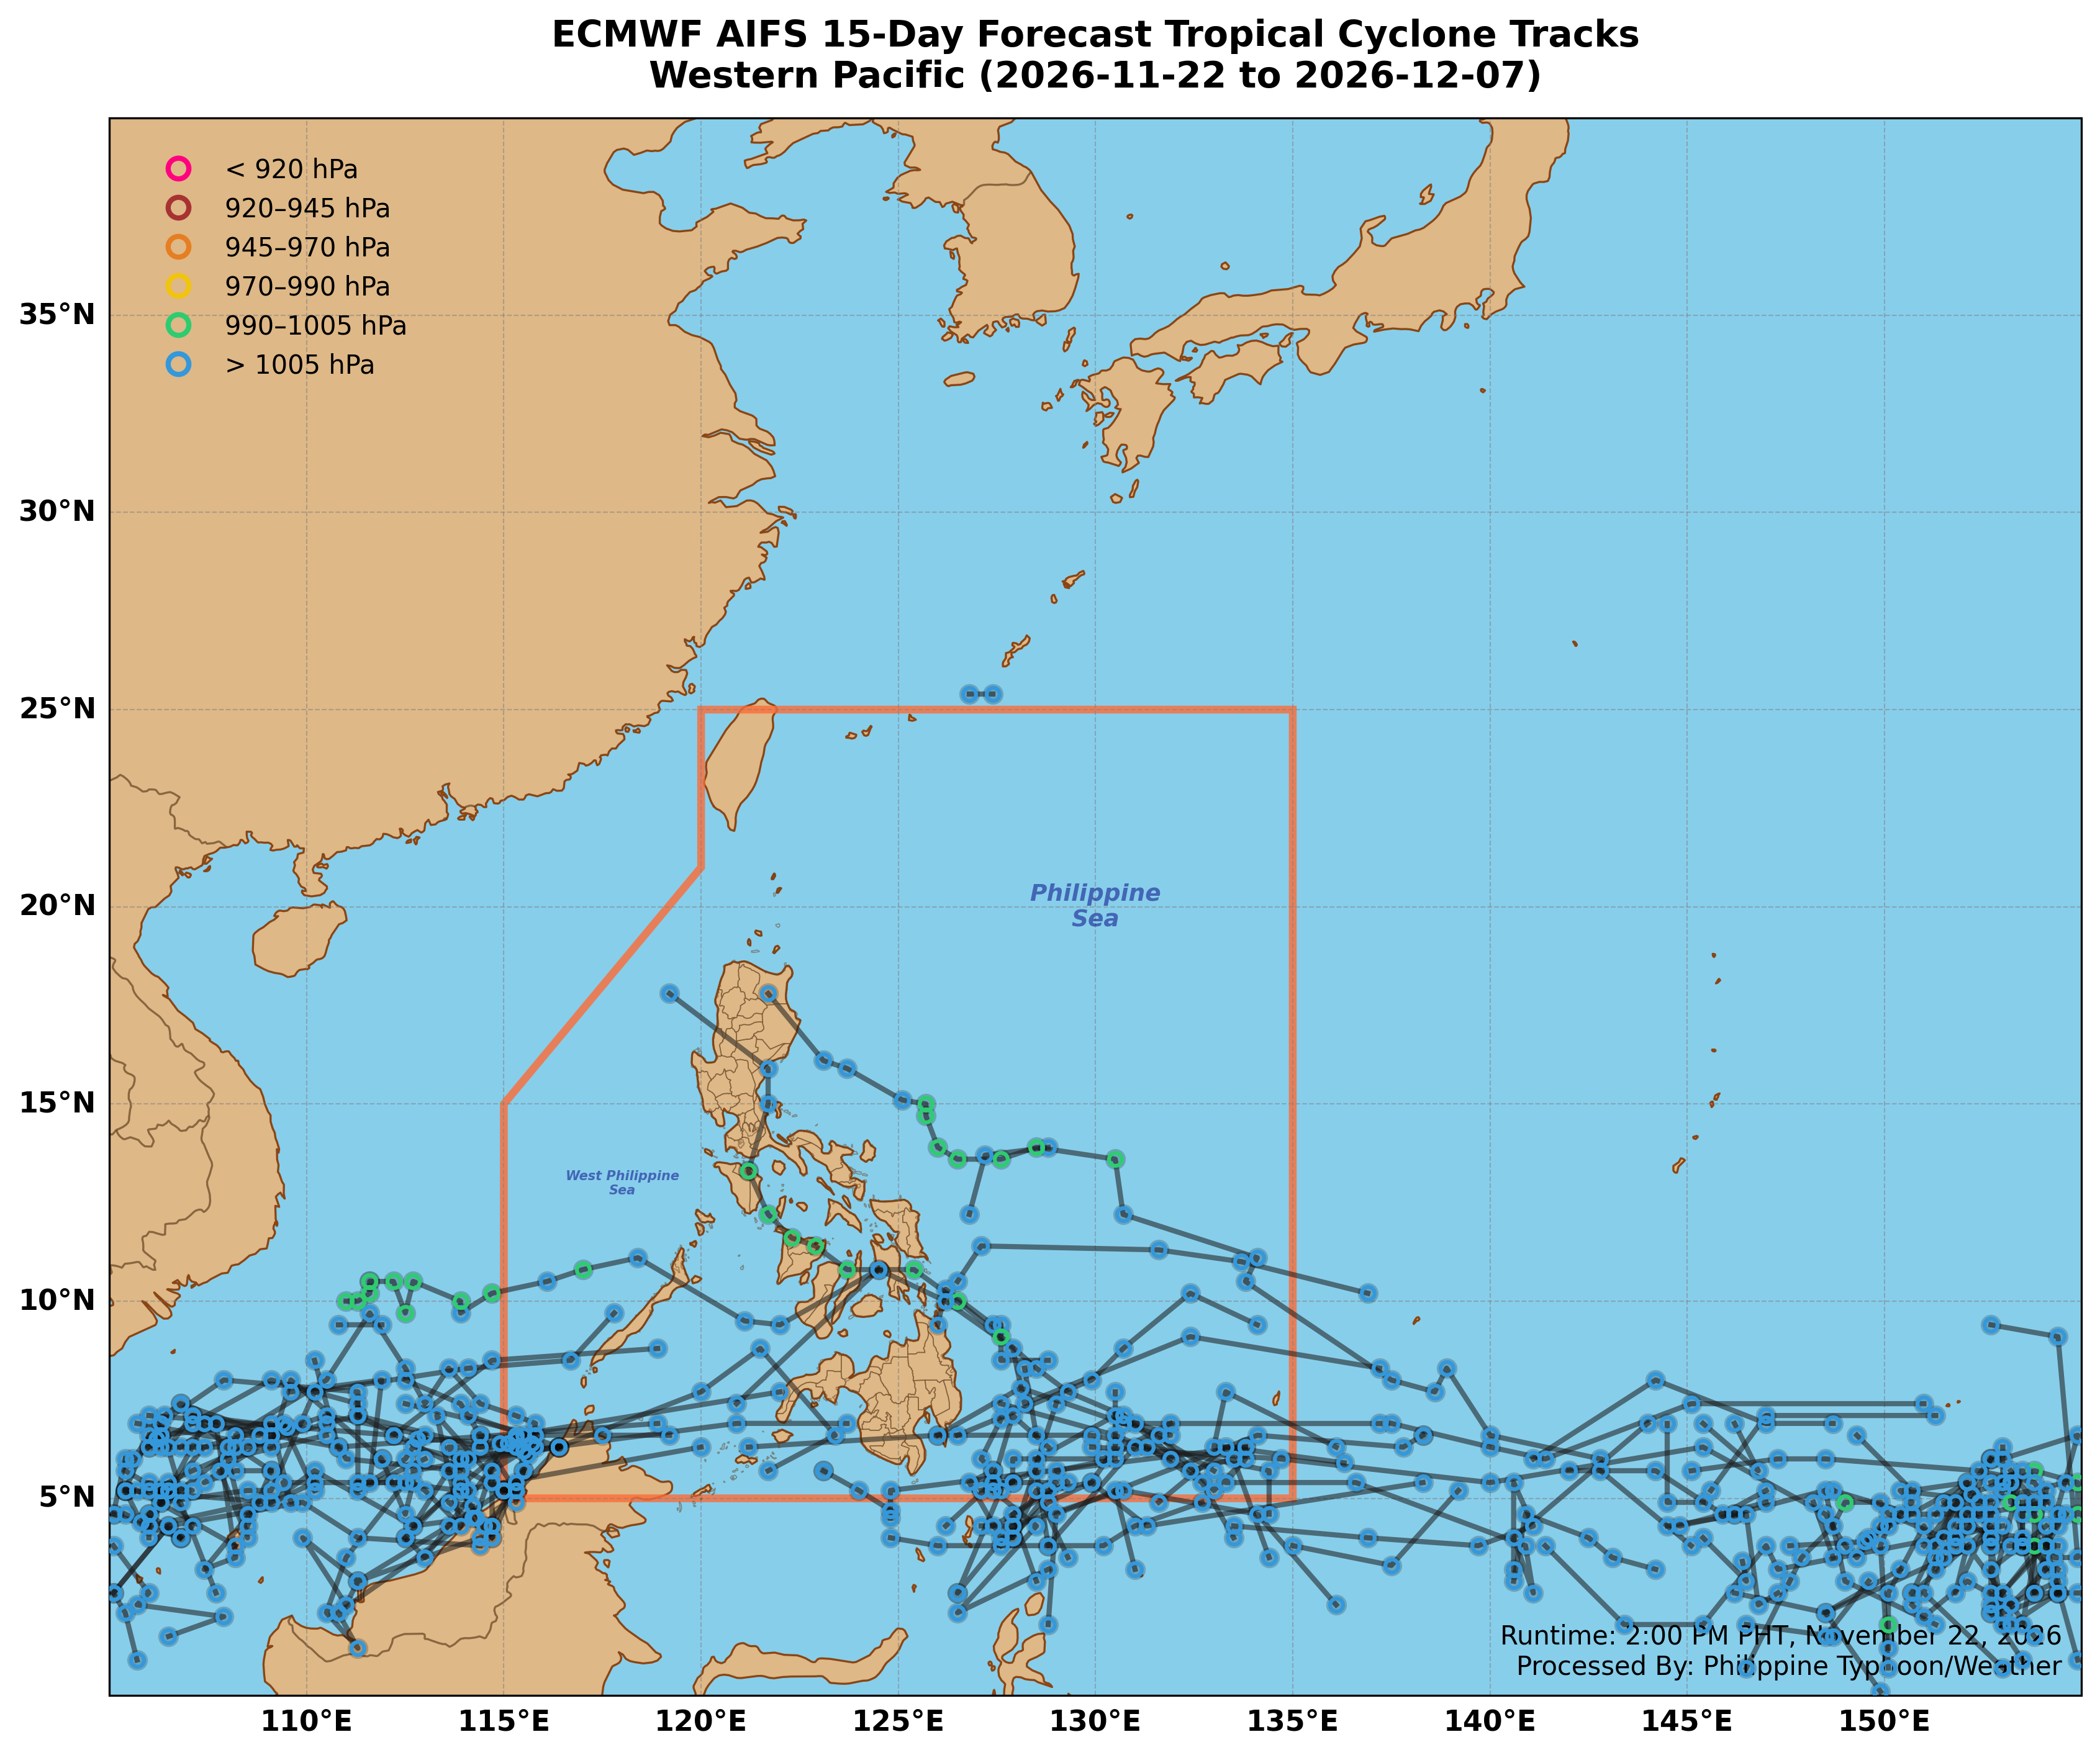 ECMWF AIFS 15-Day Forecast Tropical Cyclone Tracks
Western Pacific (2026-11-22 to 2026-12-07)
< 920 hPa
920–945 hPa
945–970 hPa
970–990 hPa
990–1005 hPa
> 1005 hPa
35°N
30°N
25°N
20°N
15°N
10°N
5°N
Philippine
Sea
West Philippine
Sea
Runtime: 2:00 PM PHT, November 22, 2026
Processed By: Philippine Typhoon/Weather
110°E
115°E
120°E
125°E
130°E
135°E
140°E
145°E
150°E